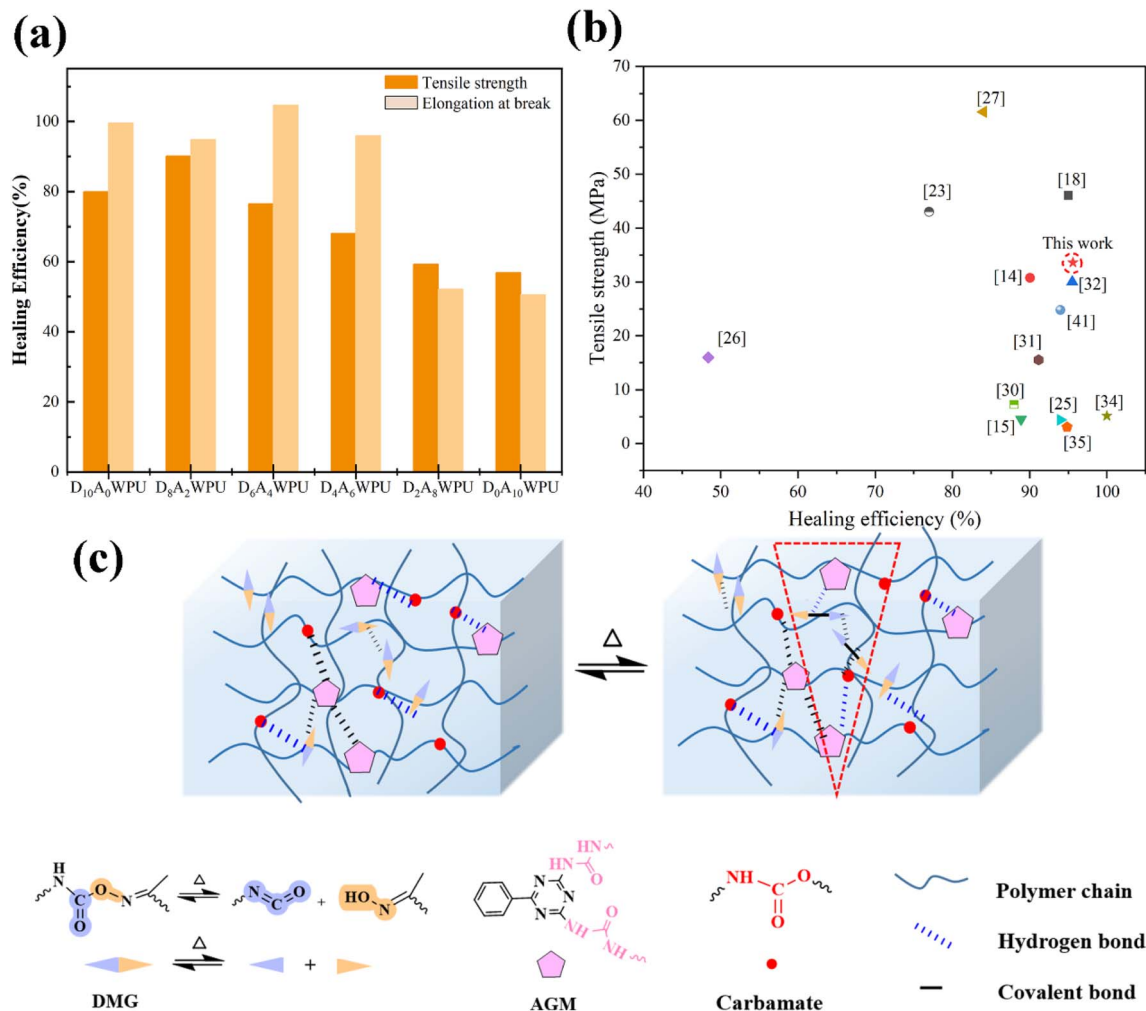 (a)
Tensile strength
Elongation at break
Healing Efficiency(%)
100
80
60
40
20
0
D₁₀A₀WPU D₈A₂WPU D₆A₄WPU D₄A₆WPU D₂A₈WPU D₀A₁₀WPU
(b)
Tensile strength (MPa)
70
60
50
40
30
20
10
0
[27]
[23]
[18]
This work
[14]
[32]
[41]
[26]
[31]
[30]
[25]
[34]
[15]
[35]
40 50 60 70 80 90 100
Healing efficiency (%)
(c)
△
H
N
O
C
N
O
△
N C O
+
HO
N
△
+
DMG
HN
HN
O
N
N
N
NH
O
NH
AGM
NH
O
C
O
Carbamate
Polymer chain
Hydrogen bond
Covalent bond